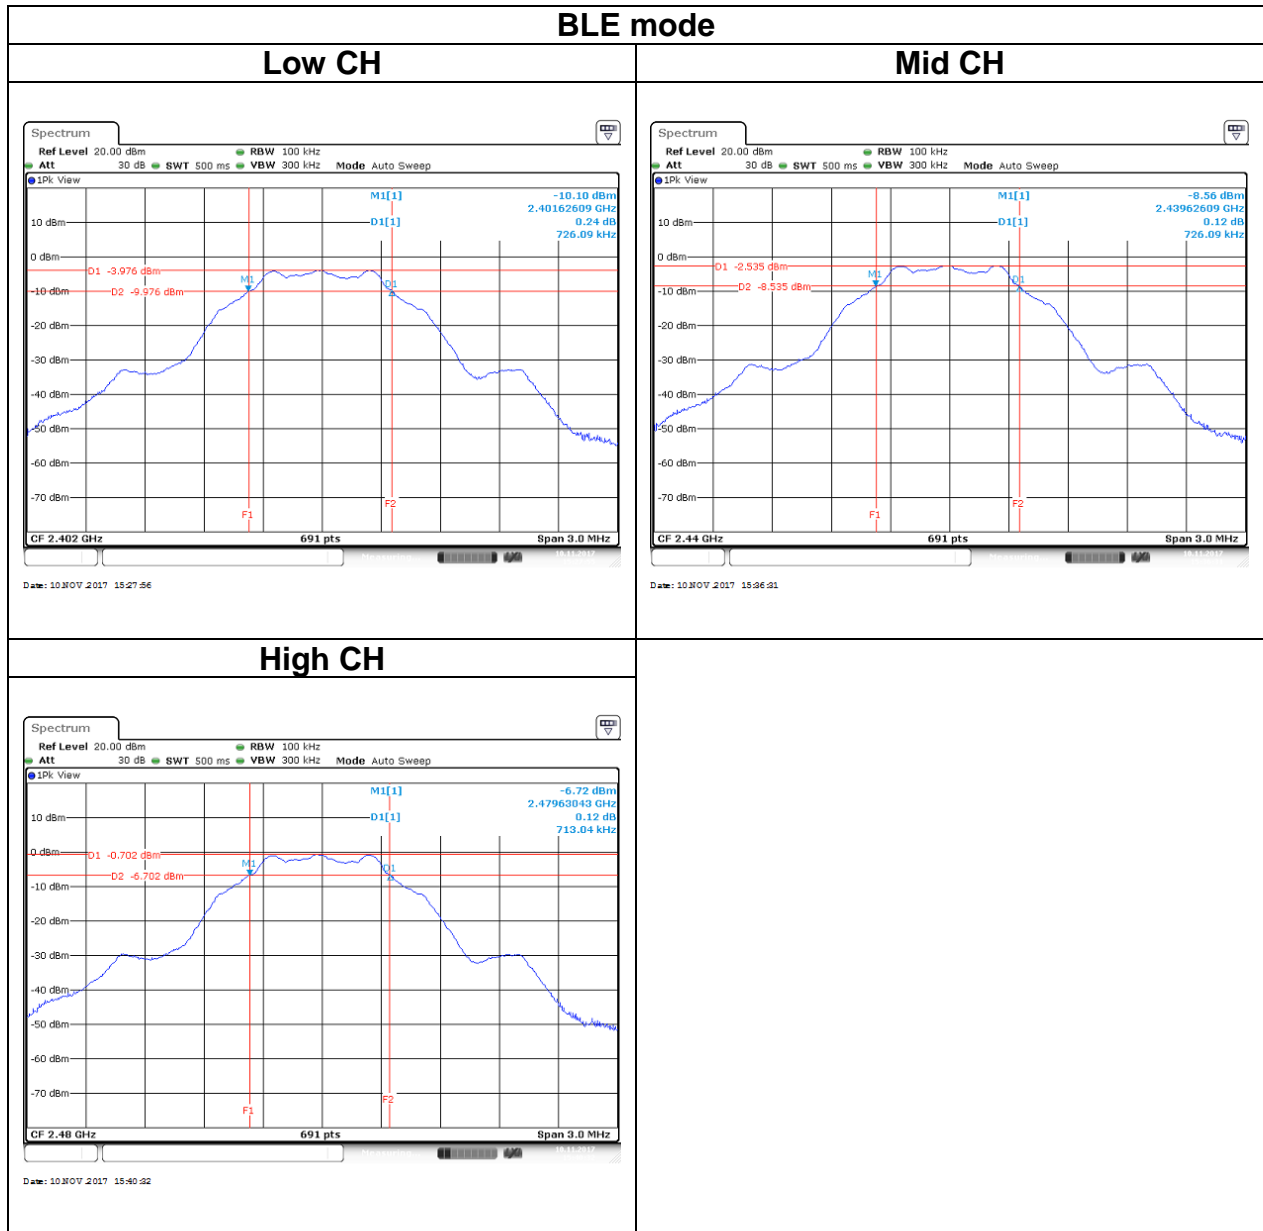 BLE mode
Low CH
Mid CH
Spectrum
Ref Level 20.00 dBm RBW 100 kHz
Att 30 dB SWT 500 ms VBW 300 kHz Mode Auto Sweep
1Pk View
M1[1] -10.10 dBm
2.40162609 GHz
D1[1] 0.24 dB
726.09 kHz
10 dBm
0 dBm
D1 -3.976 dBm
M1
D1
D2 -9.976 dBm
-10 dBm
-20 dBm
-30 dBm
-40 dBm
-50 dBm
-60 dBm
-70 dBm
F2
F1
CF 2.402 GHz 691 pts Span 3.0 MHz
Date: 10.NOV.2017 15:27:56
Spectrum
Ref Level 20.00 dBm RBW 100 kHz
Att 30 dB SWT 500 ms VBW 300 kHz Mode Auto Sweep
1Pk View
M1[1] -8.56 dBm
2.43962609 GHz
D1[1] 0.12 dB
726.09 kHz
10 dBm
0 dBm
D1 -2.535 dBm
M1
D1
D2 -8.535 dBm
-10 dBm
-20 dBm
-30 dBm
-40 dBm
-50 dBm
-60 dBm
-70 dBm
F2
F1
CF 2.44 GHz 691 pts Span 3.0 MHz
Date: 10.NOV.2017 15:36:31
High CH
Spectrum
Ref Level 20.00 dBm RBW 100 kHz
Att 30 dB SWT 500 ms VBW 300 kHz Mode Auto Sweep
1Pk View
M1[1] -6.72 dBm
2.47963043 GHz
D1[1] 0.12 dB
713.04 kHz
10 dBm
0 dBm
D1 -0.702 dBm
M1
D1
D2 -6.702 dBm
-10 dBm
-20 dBm
-30 dBm
-40 dBm
-50 dBm
-60 dBm
-70 dBm
F2
F1
CF 2.48 GHz 691 pts Span 3.0 MHz
Date: 10.NOV.2017 15:40:32